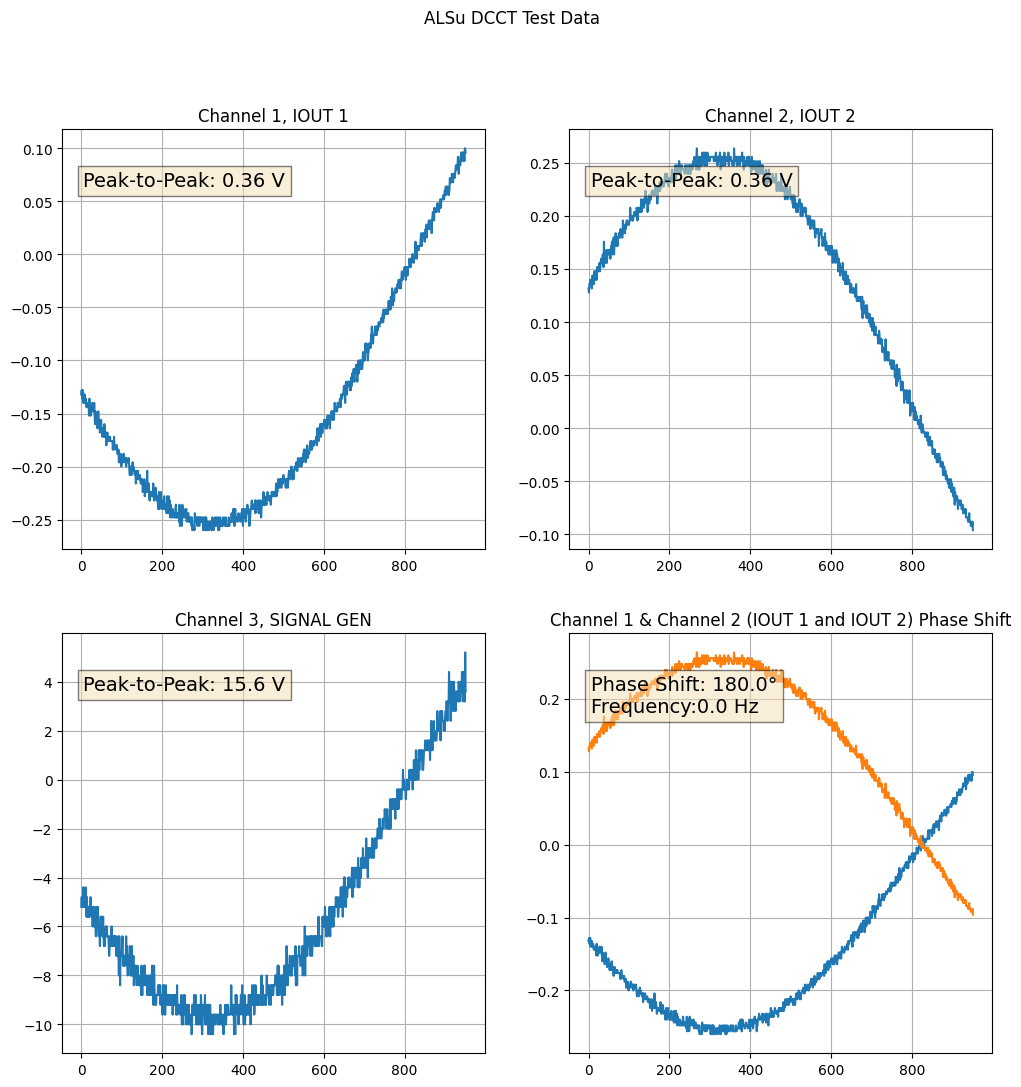 ALSu DCCT Test Data
Channel 1, IOUT 1
Peak-to-Peak: 0.36 V
0.10
0.05
0.00
−0.05
−0.10
−0.15
−0.20
−0.25
0 200 400 600 800
Channel 2, IOUT 2
Peak-to-Peak: 0.36 V
0.25
0.20
0.15
0.10
0.05
0.00
−0.05
−0.10
0 200 400 600 800
Channel 3, SIGNAL GEN
Peak-to-Peak: 15.6 V
4
2
0
−2
−4
−6
−8
−10
0 200 400 600 800
Channel 1 & Channel 2 (IOUT 1 and IOUT 2) Phase Shift
Phase Shift: 180.0°
Frequency:0.0 Hz
0.2
0.1
0.0
−0.1
−0.2
0 200 400 600 800